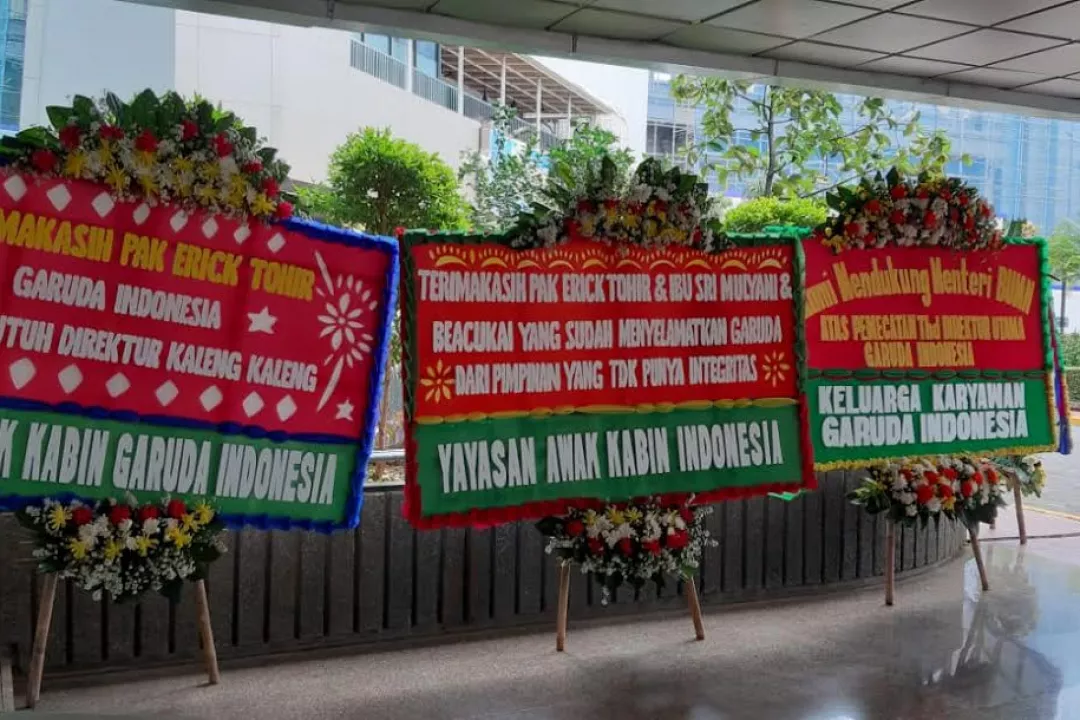 MAKASIH PAK ERICK TOHIR
GARUDA INDONESIA
UTUH DIREKTUR KALENG KALENG
K KABIN GARUDA INDONESIA
TERIMAKASIH PAK ERICK TOHIR & IBU SRI MULYANI &
BEACUKAI YANG SUDAH MENYELAMATKAN GARUDA
DARI PIMPINAN YANG TDK PUNYA INTEGRITAS
YAYASAN AWAK KABIN INDONESIA
Mendukung Menteri BUMN
ATAS PEMECATAN Thd DIREKTUR UTAMA
GARUDA INDONESIA
KELUARGA KARYAWAN
GARUDA INDONESIA